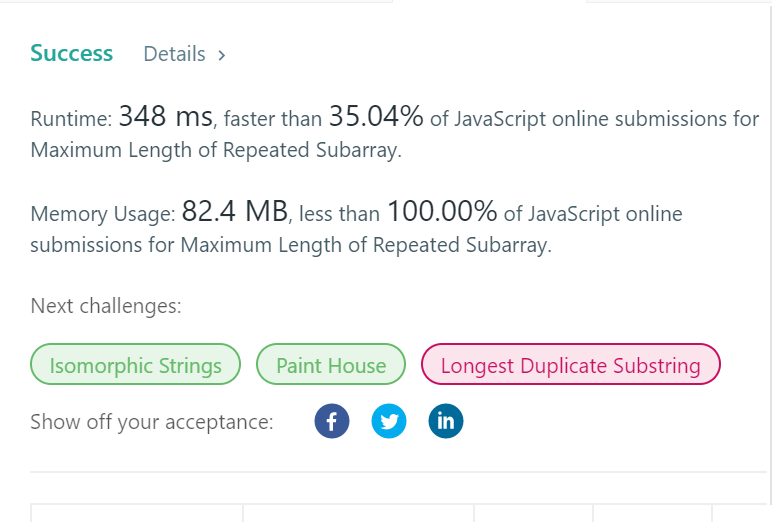 Success Details >
Runtime: 348 ms, faster than 35.04% of JavaScript online submissions for
Maximum Length of Repeated Subarray.
Memory Usage: 82.4 MB, less than 100.00% of JavaScript online
submissions for Maximum Length of Repeated Subarray.
Next challenges:
Isomorphic Strings Paint House Longest Duplicate Substring
Show off your acceptance: f in